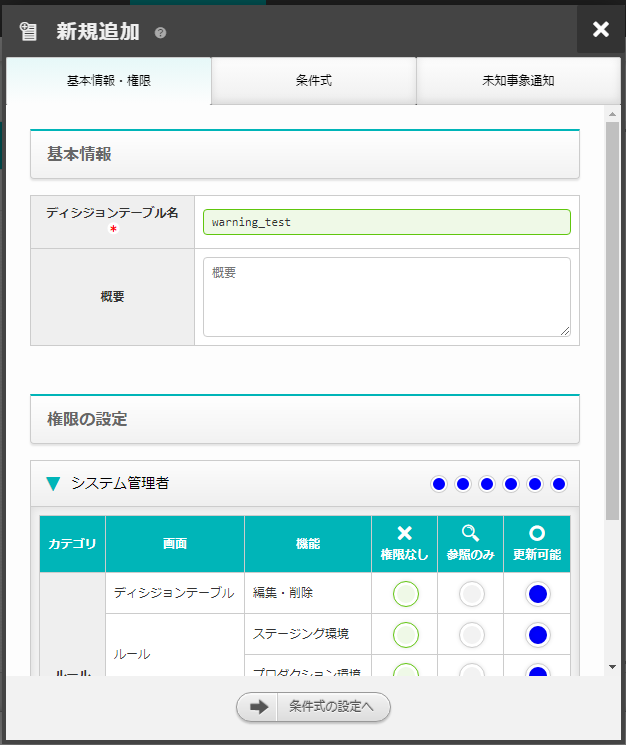 新規追加
基本情報・権限
条件式
未知事象通知
基本情報
ディシジョンテーブル名
*
warning_test
概要
概要
権限の設定
システム管理者
カテゴリ
画面
機能
権限なし
参照のみ
更新可能
ディシジョンテーブル
編集・削除
ルール
ステージング環境
ルール
プロダクション環境
条件式の設定へ